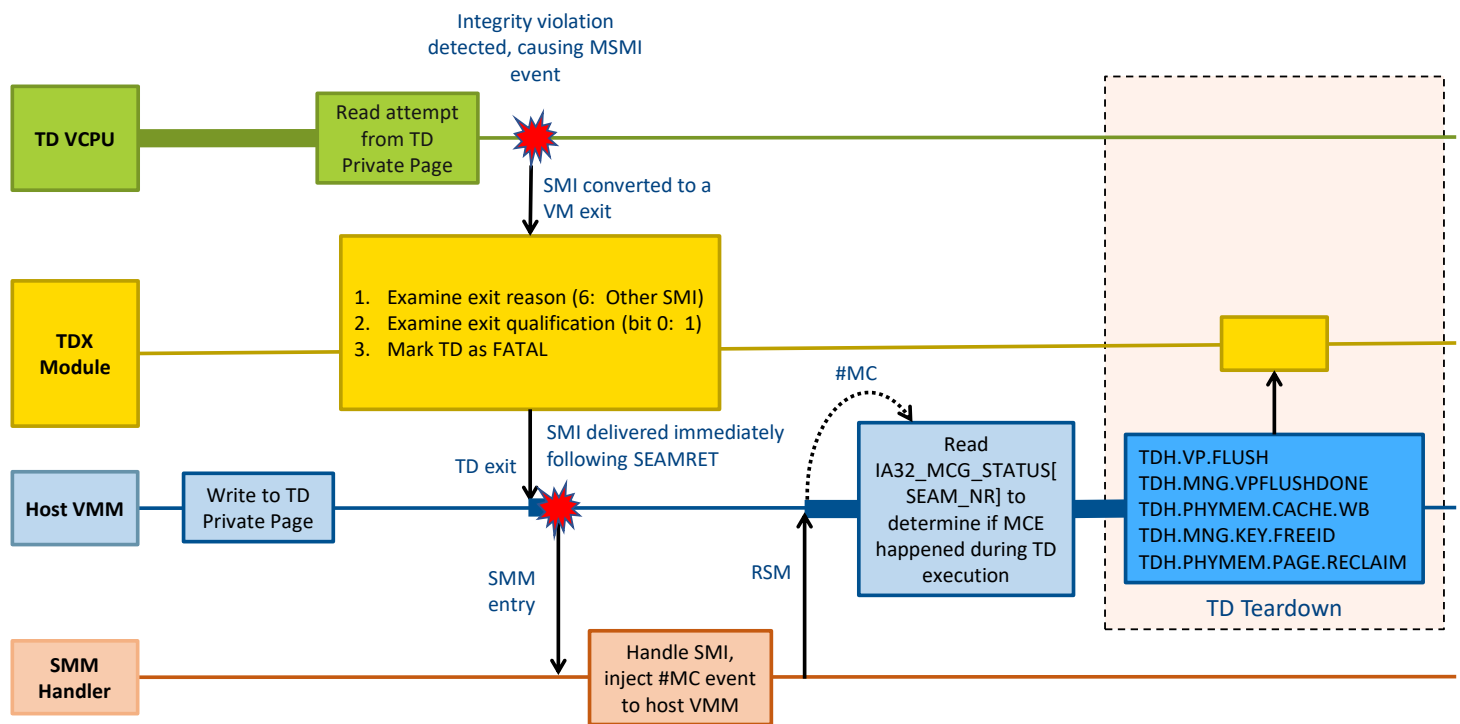 Integrity violation
detected, causing MSMI
event
TD VCPU
Read attempt
from TD
Private Page
SMI converted to a
VM exit
TDX
Module
1. Examine exit reason (6: Other SMI)
2. Examine exit qualification (bit 0: 1)
3. Mark TD as FATAL
#MC
TD exit
SMI delivered immediately
following SEAMRET
Host VMM
Write to TD
Private Page
Read
IA32_MCG_STATUS[
SEAM_NR] to
determine if MCE
happened during TD
execution
TDH.VP.FLUSH
TDH.MNG.VPFLUSHDONE
TDH.PHYMEM.CACHE.WB
TDH.MNG.KEY.FREEID
TDH.PHYMEM.PAGE.RECLAIM
TD Teardown
SMM
entry
RSM
SMM
Handler
Handle SMI,
inject #MC event
to host VMM